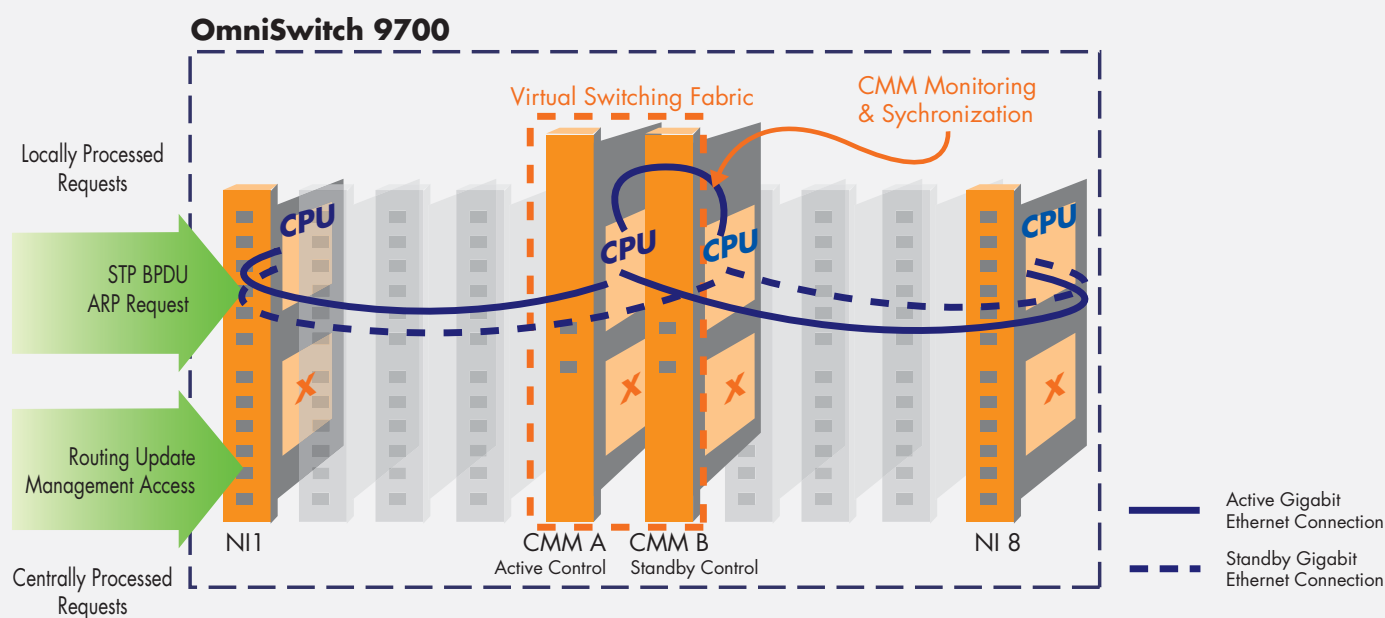 OmniSwitch 9700
Virtual Switching Fabric
CMM Monitoring
& Sychronization
Locally Processed
Requests
CPU
CPU
CPU
CPU
STP BPDU
ARP Request
X
X
X
X
Routing Update
Management Access
NI1
CMM A
Active Control
CMM B
Standby Control
NI 8
Active Gigabit
Ethernet Connection
Standby Gigabit
Ethernet Connection
Centrally Processed
Requests